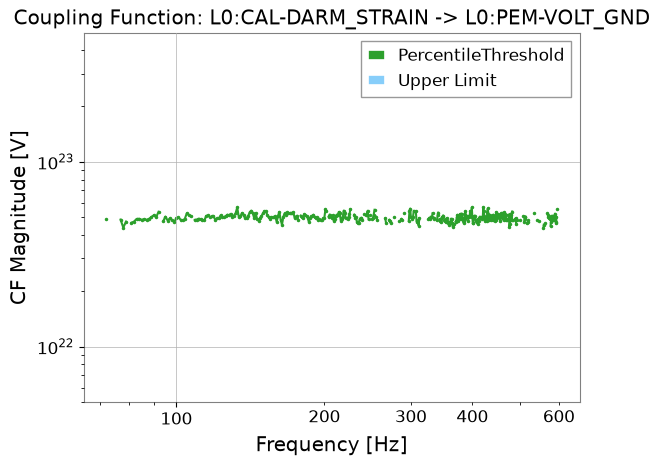 Coupling Function: L0:CAL-DARM_STRAIN -> L0:PEM-VOLT_GND
PercentileThreshold
Upper Limit
CF Magnitude [V]
10^23
10^22
100
200
300
400
600
Frequency [Hz]